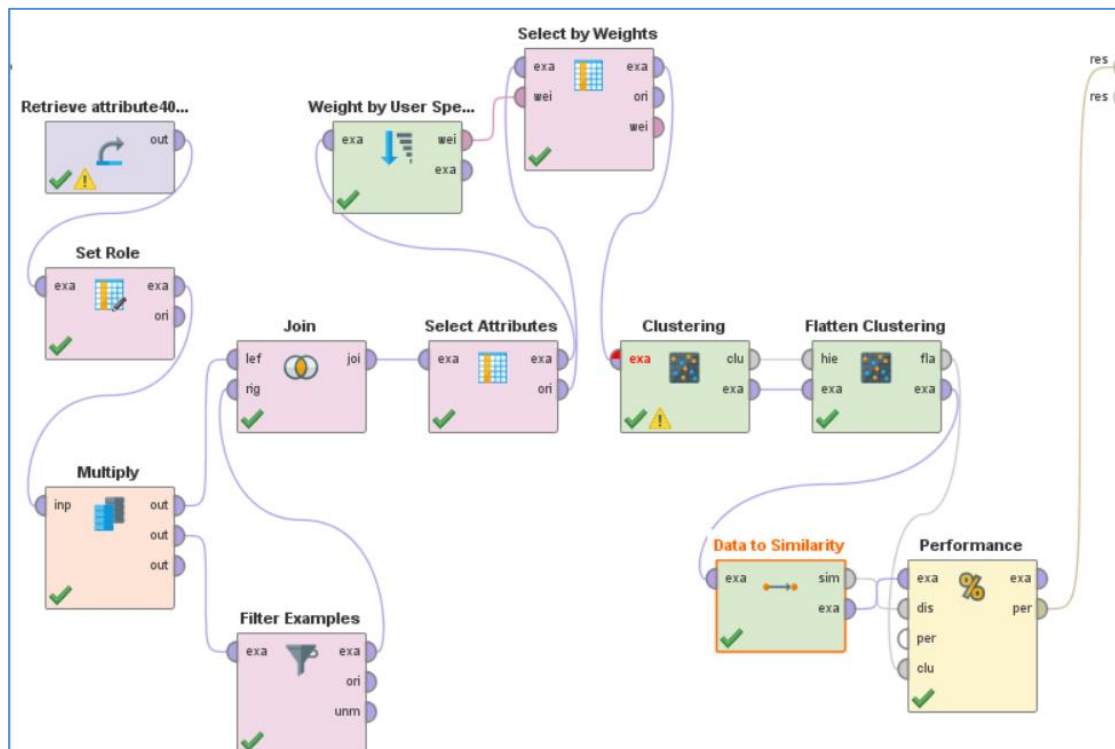 Select by Weights
exa exa
wei ori
wei
res
res
Retrieve attribute40...
out
Weight by User Spe...
exa wei
exa
Set Role
exa exa
ori
Join
lef joi
rig
Select Attributes
exa exa
ori
Clustering
exa clu
exa
Flatten Clustering
hie fla
exa exa
Multiply
inp out
out
out
Data to Similarity
exa sim
exa
Performance
exa exa
dis per
per
clu
%
Filter Examples
exa exa
ori
unm